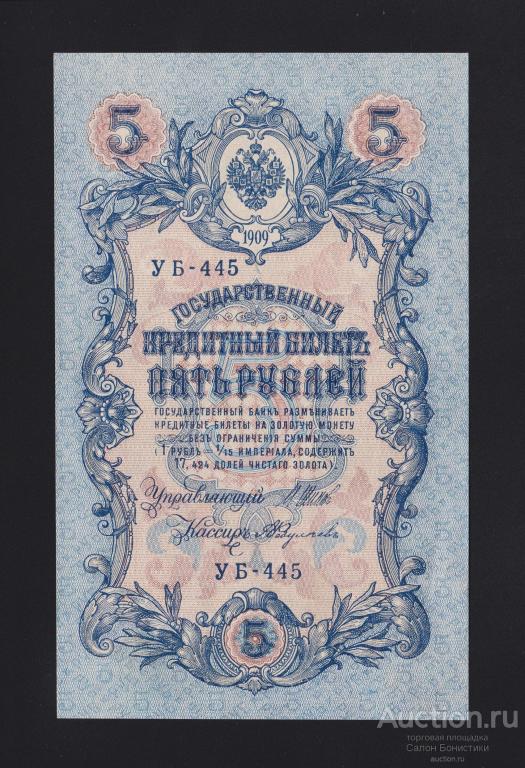 5 5
1909
УБ-445
ГОСУДАРСТВЕННЫЙ
КРЕДИТНЫЙ БИЛЕТЪ
ПЯТЬ РУБЛЕЙ
ГОСУДАРСТВЕННЫЙ БАНКЪ РАЗМѢНИВАЕТЪ
КРЕДИТНЫЕ БИЛЕТЫ НА ЗОЛОТУЮ МОНЕТУ
БЕЗЪ ОГРАНИЧЕНІЯ СУММЫ
(1 РУБЛЬ = 1/15 ИМПЕРІАЛА, СОДЕРЖИТЪ
17,424 ДОЛЕЙ ЧИСТАГО ЗОЛОТА).
Управляющій
Кассиръ
УБ-445
5
Auction.ru
торговая площадка
Салон Бонистики
auction.ru